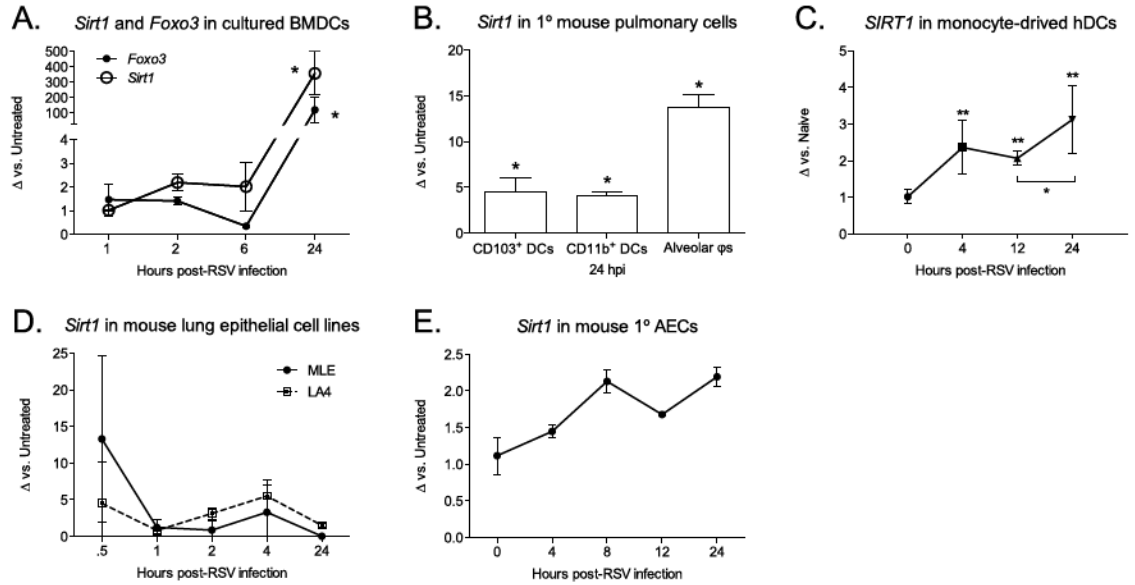 A. Sirt1 and Foxo3 in cultured BMDCs
Δ vs. Untreated
500
400
300
200
100
4
3
2
1
0
Foxo3
Sirt1
*
*
1 2 6 24
Hours post-RSV infection
B. Sirt1 in 1º mouse pulmonary cells
Δ vs. Untreated
20
15
10
5
0
*
*
*
CD103+ DCs CD11b+ DCs Alveolar φs
24 hpi
C. SIRT1 in monocyte-drived hDCs
Δ vs. Naive
5
4
3
2
1
0
**
**
**
*
0 4 12 24
Hours post-RSV infection
D. Sirt1 in mouse lung epithelial cell lines
Δ vs. Untreated
25
20
15
10
5
0
MLE
LA4
.5 1 2 4 24
Hours post-RSV infection
E. Sirt1 in mouse 1º AECs
Δ vs. Untreated
2.5
2.0
1.5
1.0
0.5
0.0
0 4 8 12 24
Hours post-RSV infection